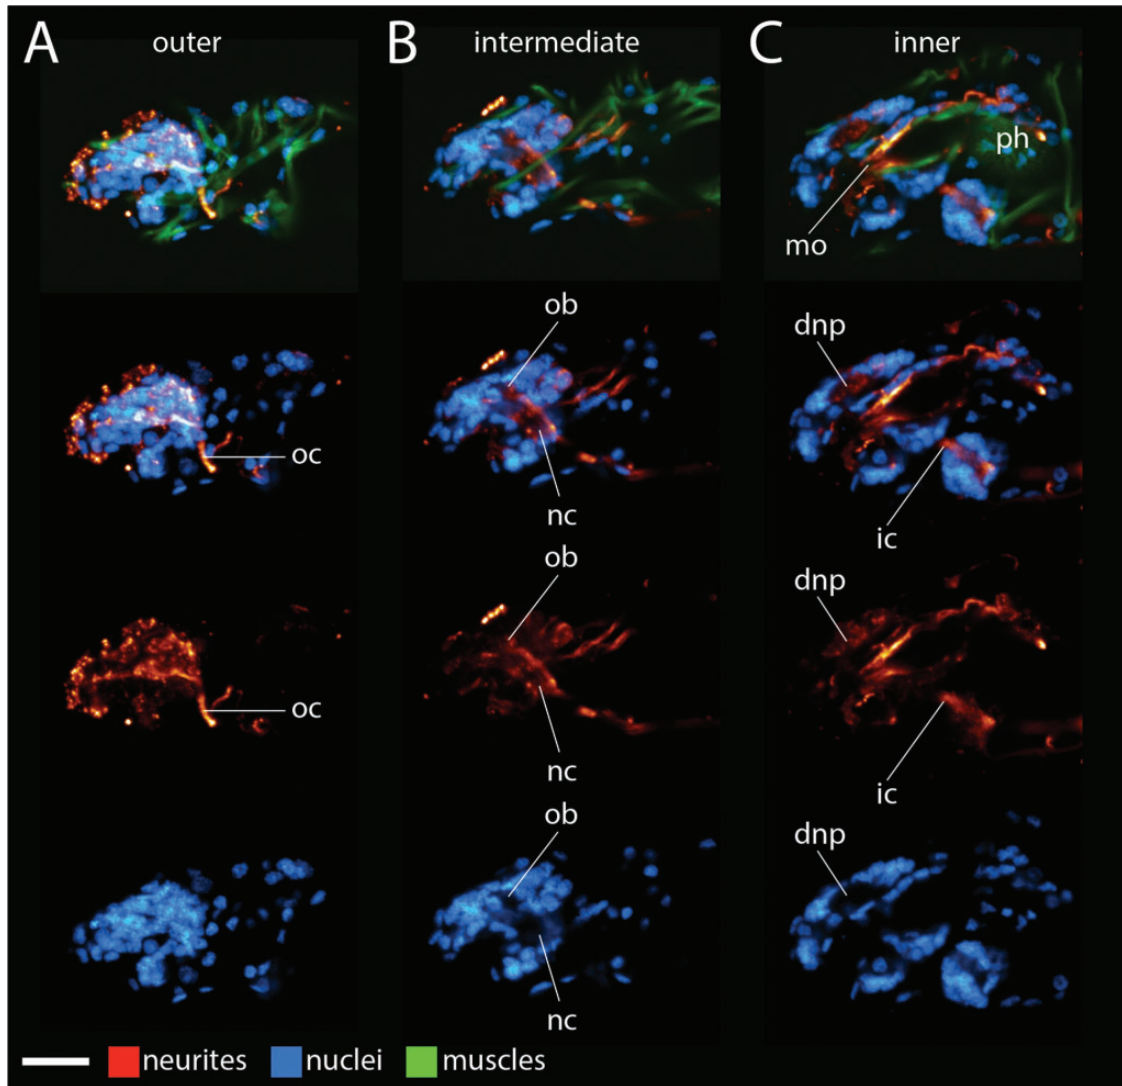 A outer
B intermediate
C inner
ph
mo
ob
dnp
oc
nc
ic
ob
dnp
oc
nc
ic
ob
dnp
nc
neurites nuclei muscles